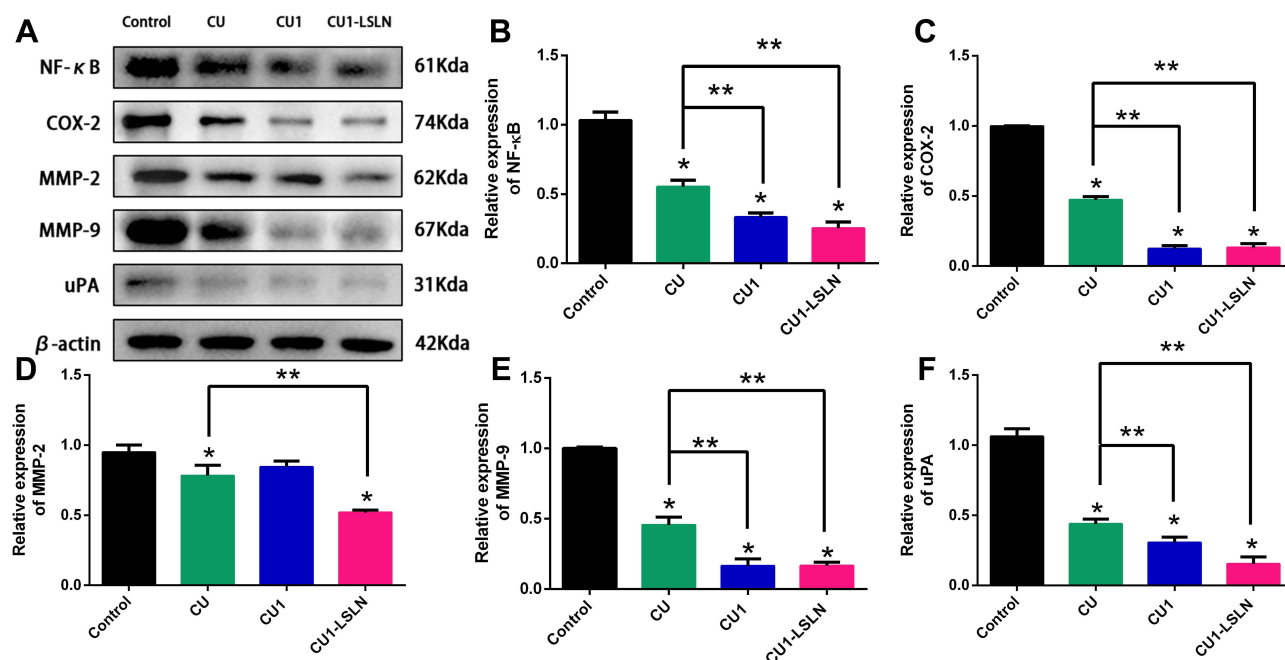 A
Control CU CU1 CU1-LSLN
NF-κB 61Kda
COX-2 74Kda
MMP-2 62Kda
MMP-9 67Kda
uPA 31Kda
β-actin 42Kda
B
Relative expression
of NF-κB
1.5
1.0
0.5
0.0
**
**
*
*
*
Control CU CU1 CU1-LSLN
C
Relative expression
of COX-2
1.5
1.0
0.5
0.0
**
**
*
*
*
Control CU CU1 CU1-LSLN
D
Relative expression
of MMP-2
1.5
1.0
0.5
0.0
**
*
*
Control CU CU1 CU1-LSLN
E
Relative expression
of MMP-9
1.5
1.0
0.5
0.0
**
**
*
*
*
Control CU CU1 CU1-LSLN
F
Relative expression
of uPA
1.5
1.0
0.5
0.0
**
**
*
*
*
Control CU CU1 CU1-LSLN